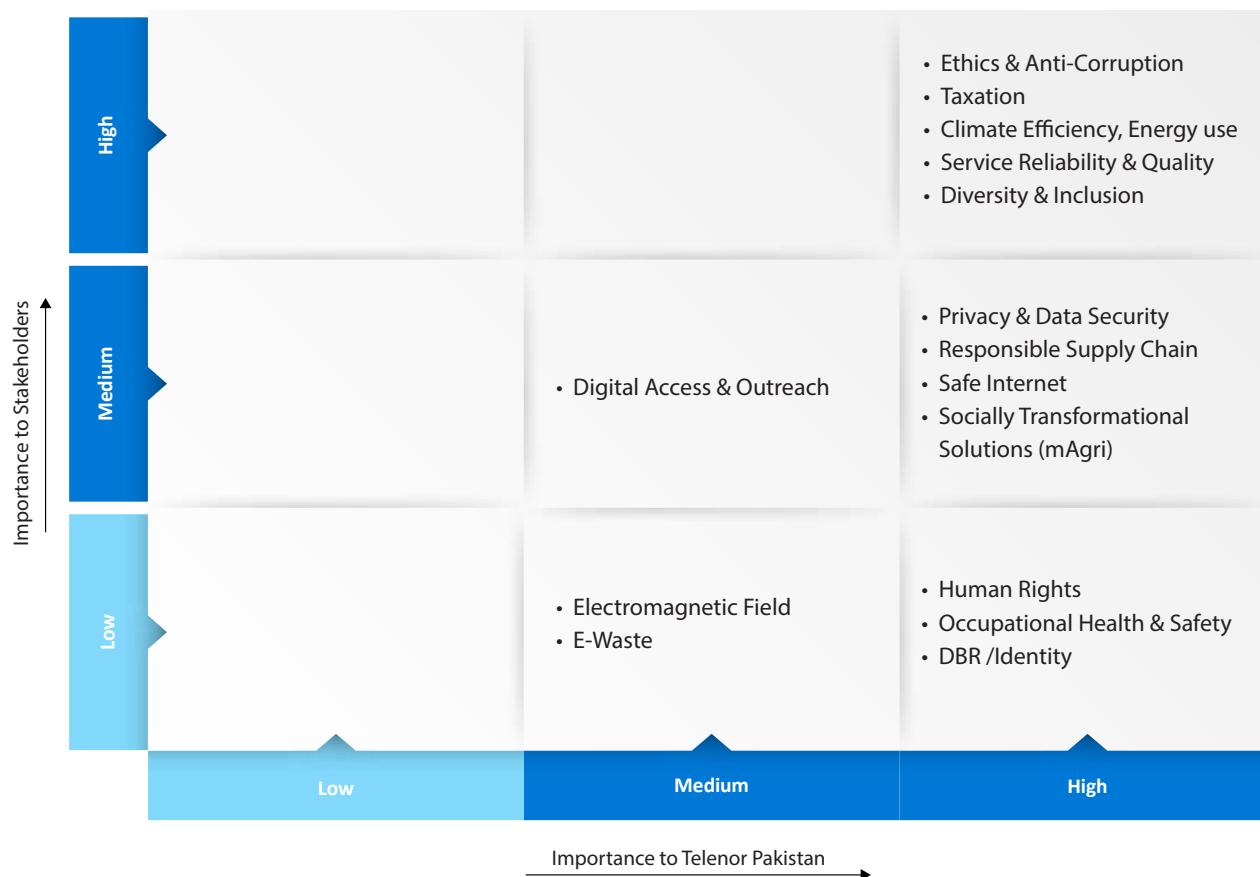 Importance to Stakeholders
High
• Ethics & Anti-Corruption
• Taxation
• Climate Efficiency, Energy use
• Service Reliability & Quality
• Diversity & Inclusion
Medium
• Digital Access & Outreach
• Privacy & Data Security
• Responsible Supply Chain
• Safe Internet
• Socially Transformational
Solutions (mAgri)
Low
• Electromagnetic Field
• E-Waste
• Human Rights
• Occupational Health & Safety
• DBR /Identity
Low
Medium
High
Importance to Telenor Pakistan